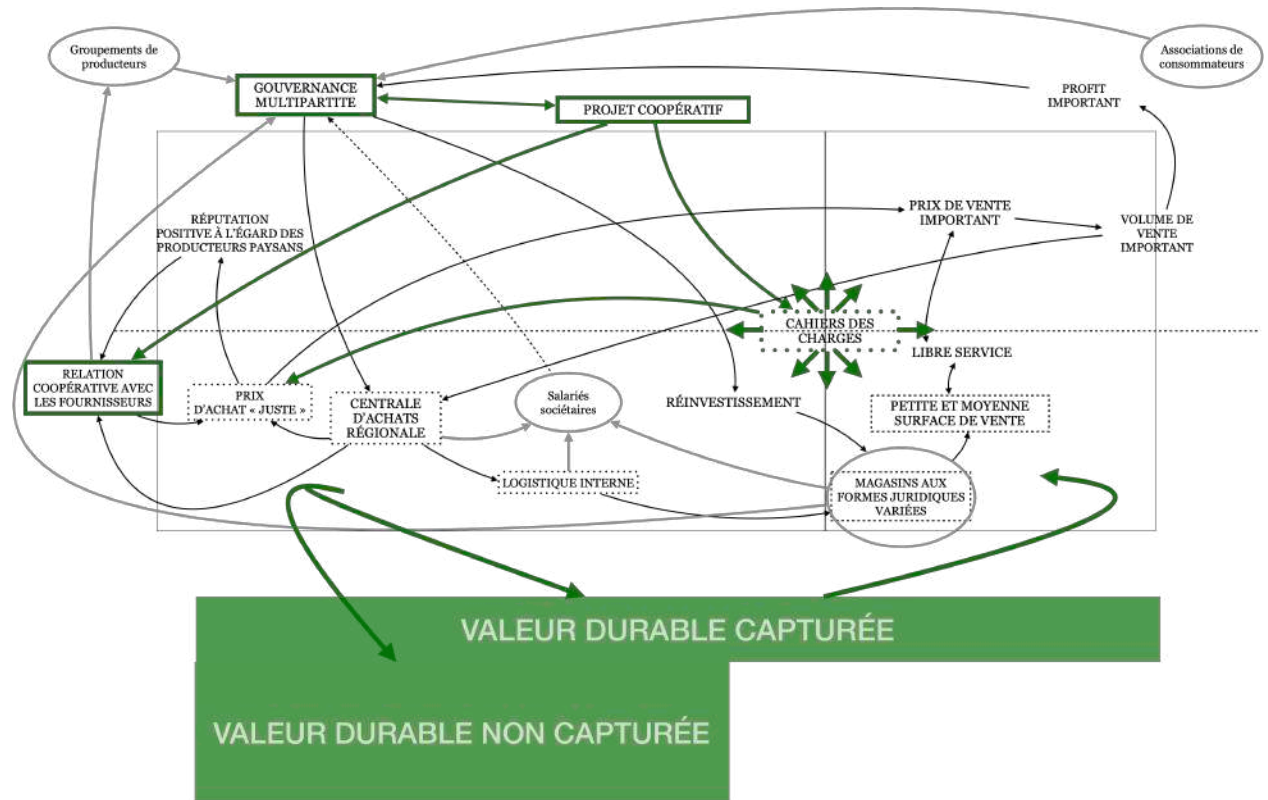 Groupements de
producteurs
Associations de
consommateurs
GOUVERNANCE
MULTIPARTITE
PROJET COOPÉRATIF
PROFIT
IMPORTANT
RÉPUTATION
POSITIVE À L'ÉGARD DES
PRODUCTEURS PAYSANS
PRIX DE VENTE
IMPORTANT
VOLUME DE
VENTE
IMPORTANT
CAHIERS DES
CHARGES
LIBRE SERVICE
RELATION
COOPÉRATIVE AVEC
LES FOURNISSEURS
PRIX
D'ACHAT « JUSTE »
CENTRALE
D'ACHATS
RÉGIONALE
Salariés
sociétaires
RÉINVESTISSEMENT
PETITE ET MOYENNE
SURFACE DE VENTE
LOGISTIQUE INTERNE
MAGASINS AUX
FORMES JURIDIQUES
VARIÉES
VALEUR DURABLE CAPTURÉE
VALEUR DURABLE NON CAPTURÉE